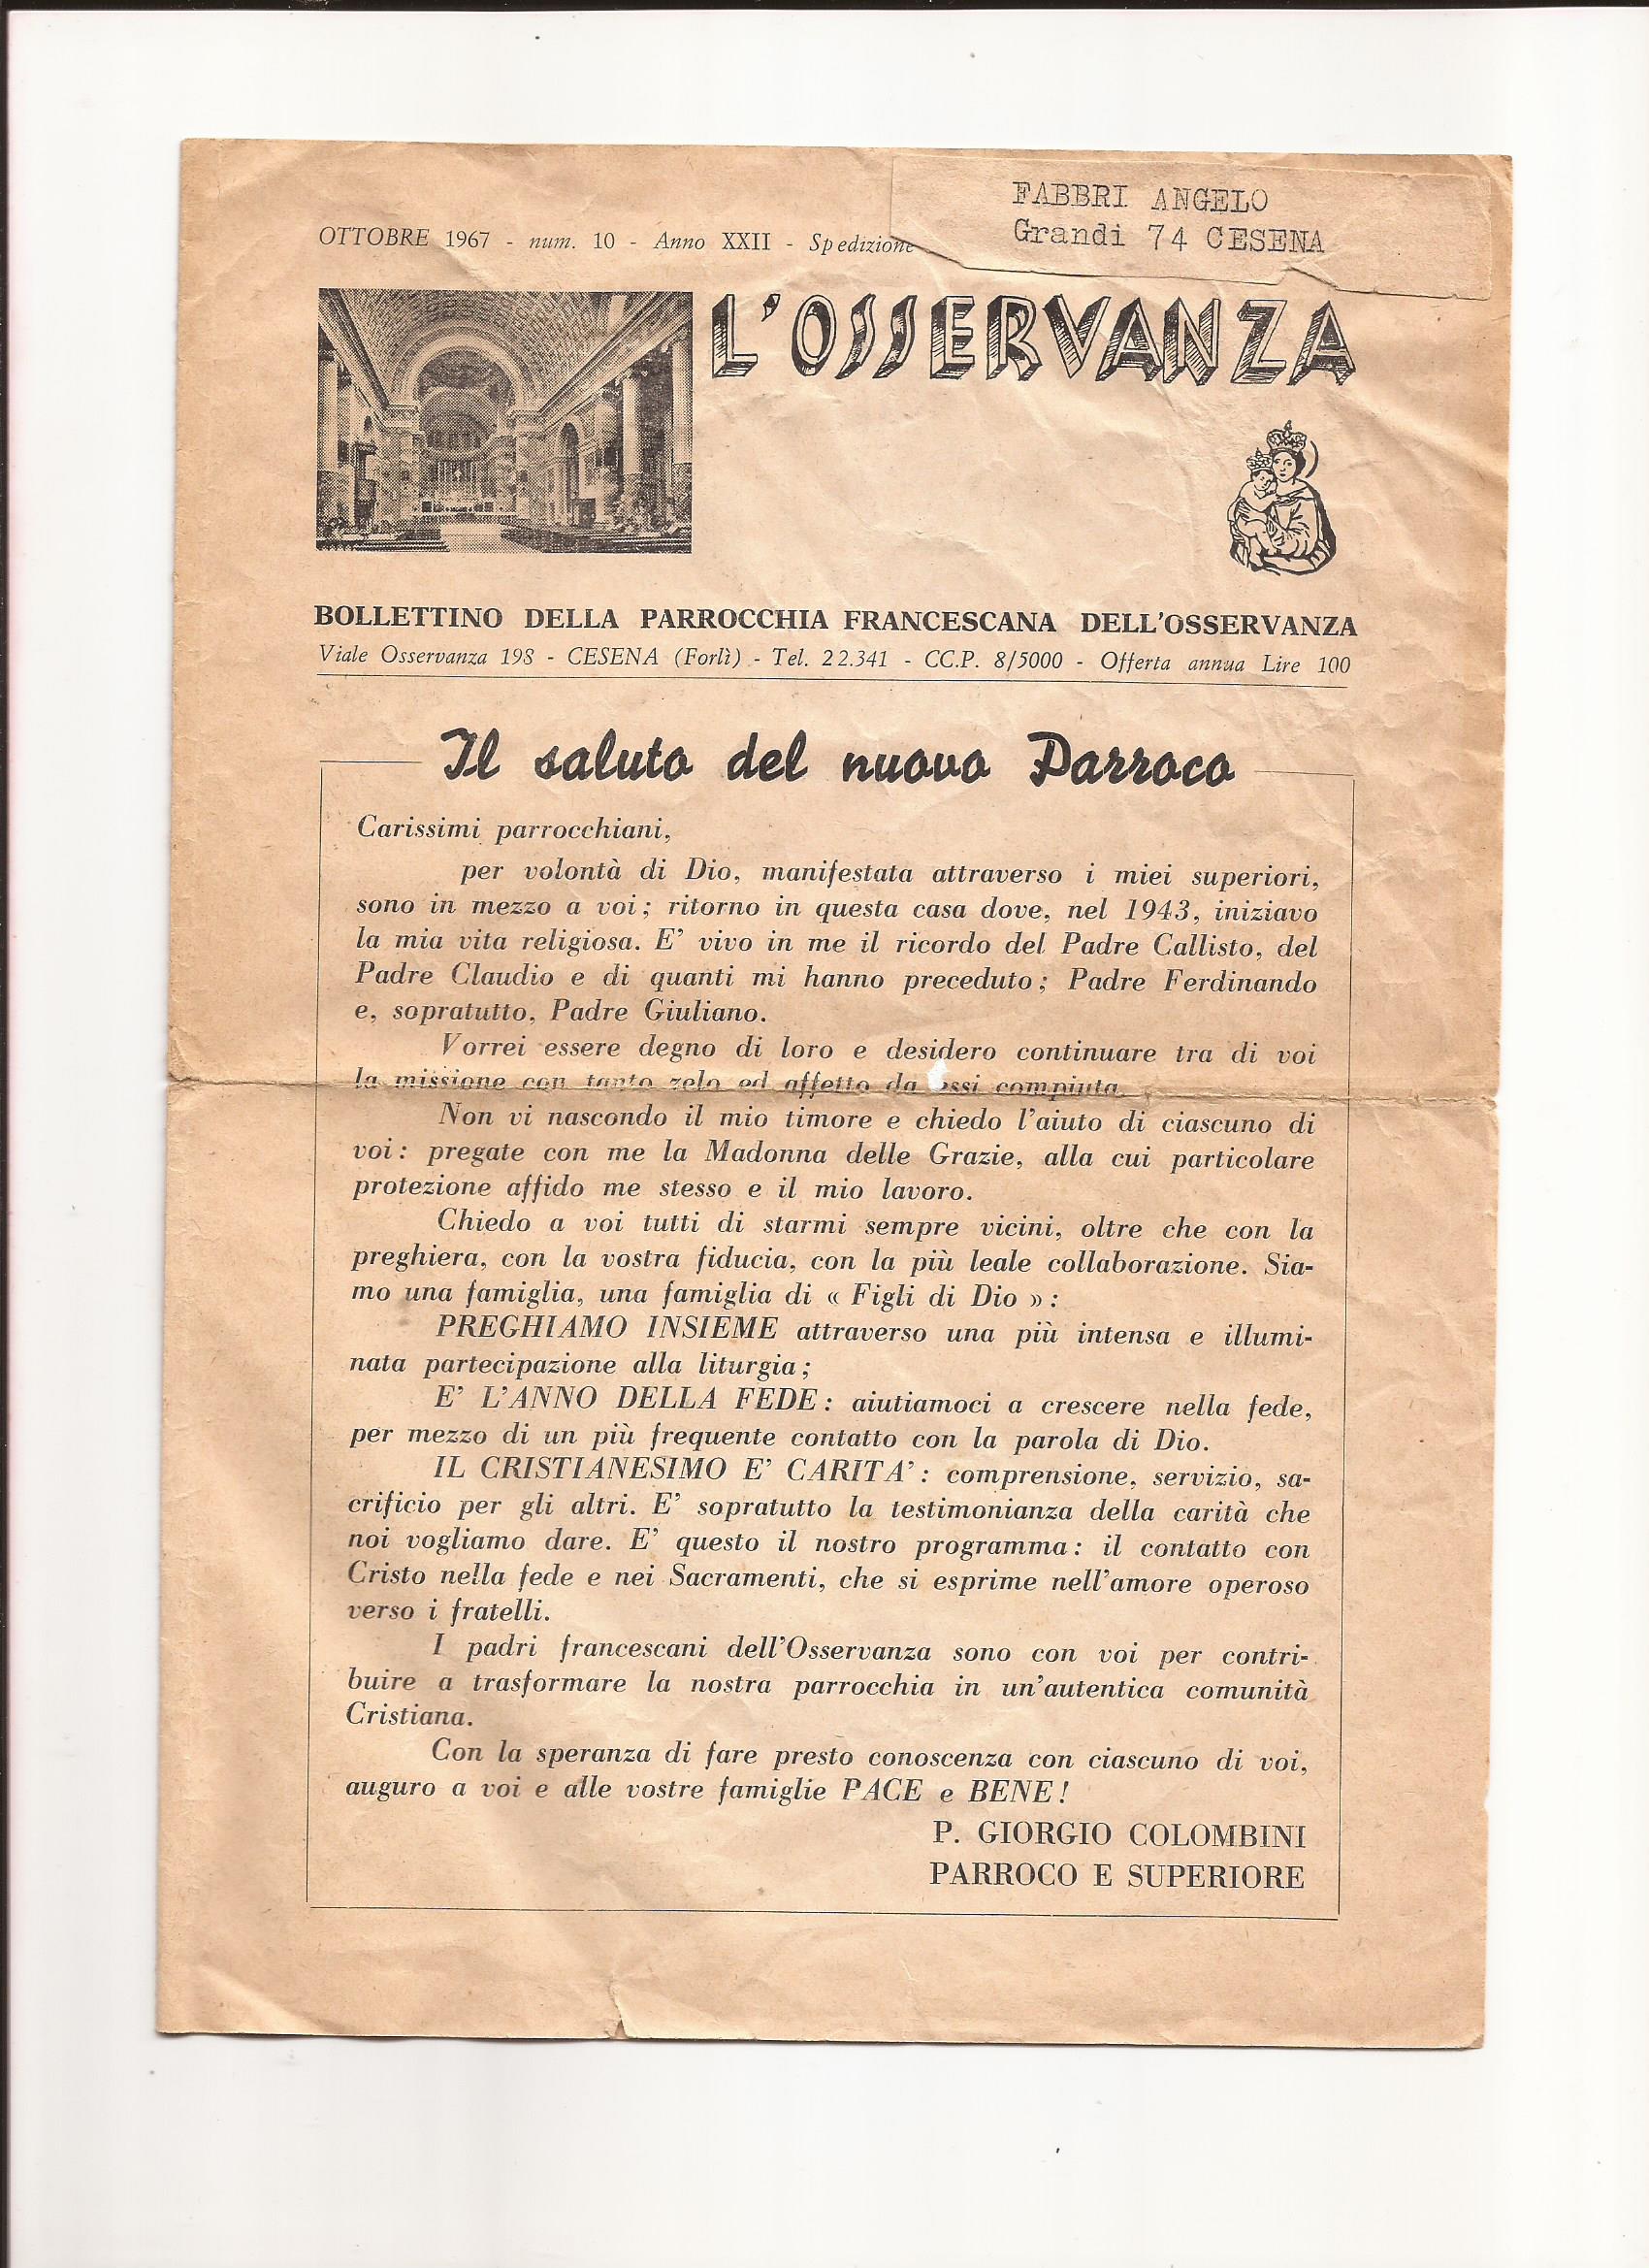 FABBRI ANGELO
Grandi 74 CESENA
OTTOBRE 1967 - num. 10 - Anno XXII - Spedizione
L'OSSERVANZA
BOLLETTINO DELLA PARROCCHIA FRANCESCANA DELL'OSSERVANZA
Viale Osservanza 198 - CESENA (Forlì) - Tel. 22.341 - CC.P. 8/5000 - Offerta annua Lire 100
Il saluto del nuovo Parroco
Carissimi parrocchiani,
per volontà di Dio, manifestata attraverso i miei superiori,
sono in mezzo a voi; ritorno in questa casa dove, nel 1943, iniziavo
la mia vita religiosa. E' vivo in me il ricordo del Padre Callisto, del
Padre Claudio e di quanti mi hanno preceduto; Padre Ferdinando
e, sopratutto, Padre Giuliano.
Vorrei essere degno di loro e desidero continuare tra di voi
la missione con tanto zelo ed affetto da essi compiuta.
Non vi nascondo il mio timore e chiedo l'aiuto di ciascuno di
voi: pregate con me la Madonna delle Grazie, alla cui particolare
protezione affido me stesso e il mio lavoro.
Chiedo a voi tutti di starmi sempre vicini, oltre che con la
preghiera, con la vostra fiducia, con la più leale collaborazione. Sia-
mo una famiglia, una famiglia di « Figli di Dio »:
PREGHIAMO INSIEME attraverso una più intensa e illumi-
nata partecipazione alla liturgia;
E' L'ANNO DELLA FEDE: aiutiamoci a crescere nella fede,
per mezzo di un più frequente contatto con la parola di Dio.
IL CRISTIANESIMO E' CARITA': comprensione, servizio, sa-
crificio per gli altri. E' sopratutto la testimonianza della carità che
noi vogliamo dare. E' questo il nostro programma: il contatto con
Cristo nella fede e nei Sacramenti, che si esprime nell'amore operoso
verso i fratelli.
I padri francescani dell'Osservanza sono con voi per contri-
buire a trasformare la nostra parrocchia in un'autentica comunità
Cristiana.
Con la speranza di fare presto conoscenza con ciascuno di voi,
auguro a voi e alle vostre famiglie PACE e BENE!
P. GIORGIO COLOMBINI
PARROCO E SUPERIORE